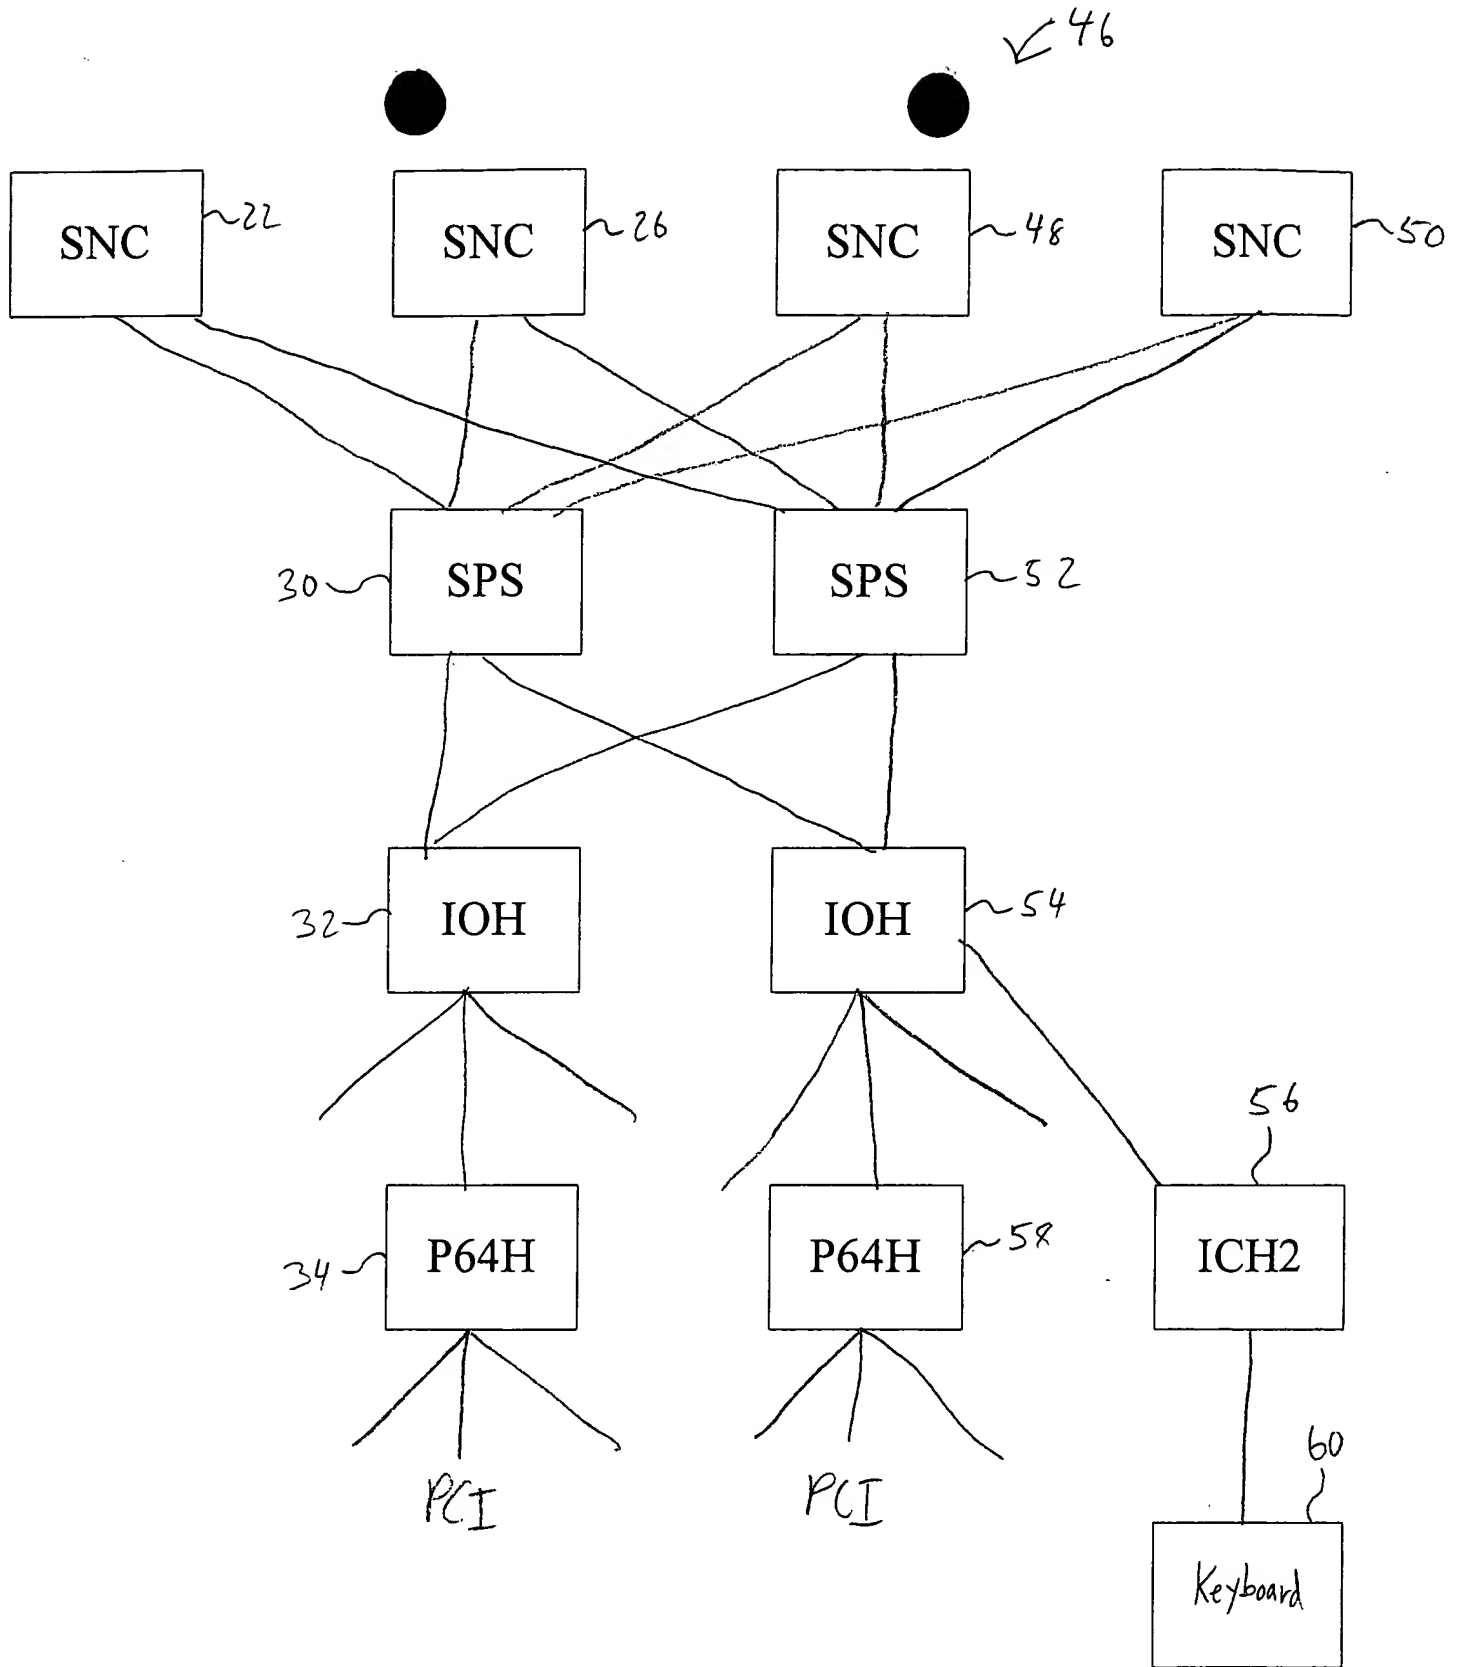 46
SNC 22
SNC 26
SNC 48
SNC 50
30 SPS
SPS 52
32 IOH
IOH 54
56
34 P64H
P64H 58
ICH2
60
PCI
PCI
Keyboard